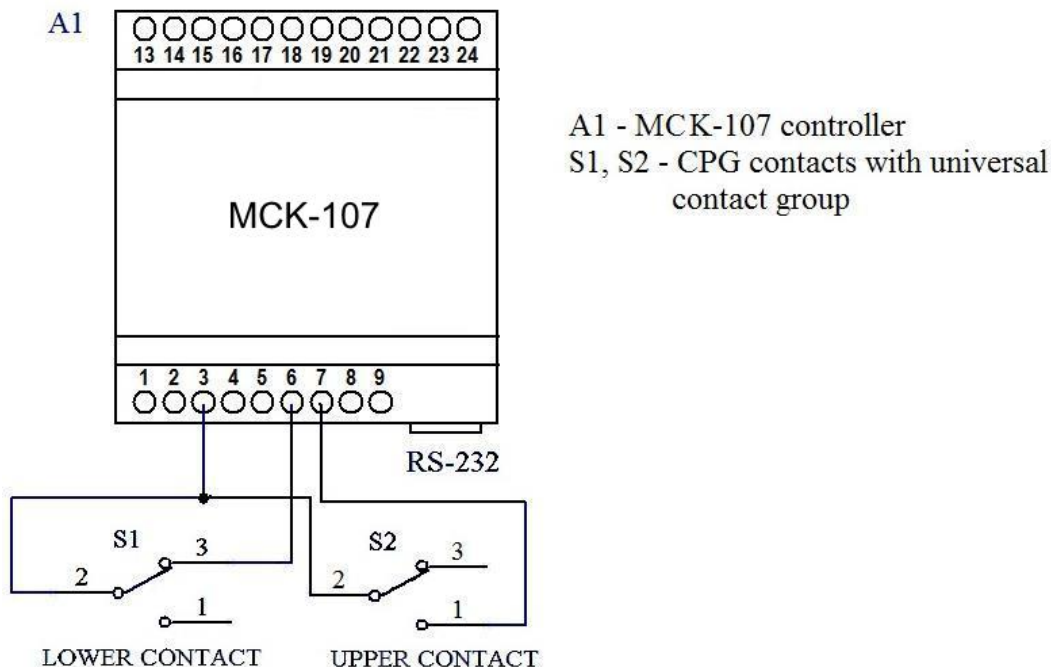 A1
13 14 15 16 17 18 19 20 21 22 23 24
A1 - MCK-107 controller
S1, S2 - CPG contacts with universal
contact group
MCK-107
1 2 3 4 5 6 7 8 9
RS-232
S1 3
2
1
LOWER CONTACT
S2 3
2
1
UPPER CONTACT